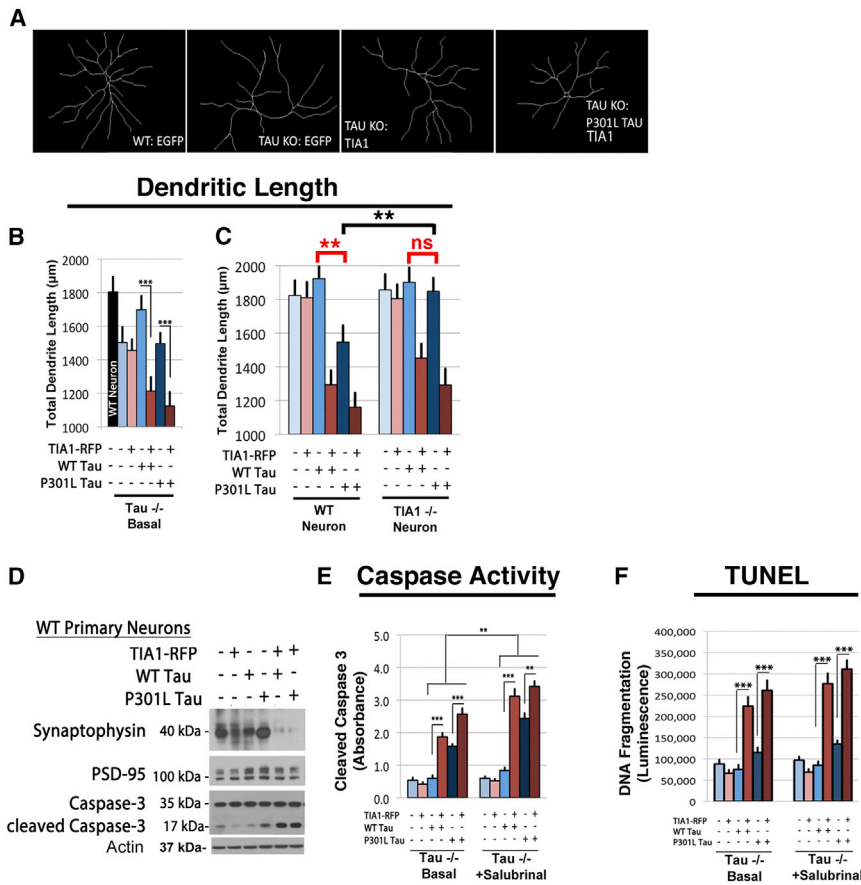 A
WT: EGFP
TAU KO: EGFP
TAU KO:
TIA1
TAU KO:
P301L TAU
TIA1
Dendritic Length
B
Total Dendrite Length (µm)
2000
1800
1600
1400
1200
1000
WT Neuron
***
***
TIA1-RFP - - + - + - +
WT Tau - - - + + - -
P301L Tau - - - - - + +
Tau -/-
Basal
C
**
**
ns
Total Dendrite Length (µm)
2000
1800
1600
1400
1200
1000
TIA1-RFP - + - + - + - + - + - +
WT Tau - - + + - - - - + + - -
P301L Tau - - - - + + - - - - + +
WT
Neuron
TIA1 -/-
Neuron
D
WT Primary Neurons
TIA1-RFP - + - - + +
WT Tau - - + - + -
P301L Tau - - - + - +
Synaptophysin 40 kDa -
PSD-95 100 kDa -
Caspase-3 35 kDa -
cleaved Caspase-3 17 kDa-
Actin 37 kDa-
E
Caspase Activity
Cleaved Caspase 3
(Absorbance)
5.0
4.0
3.0
2.0
1.0
0.0
**
***
***
***
**
TIA1-RFP - + - + - + - + - + - +
WT Tau - - + + - - - - + + - -
P301L Tau - - - - + + - - - - + +
Tau -/-
Basal
Tau -/-
+Salubrinal
F
TUNEL
DNA Fragmentation
(Luminescence)
400,000
350,000
300,000
250,000
200,000
150,000
100,000
50,000
0
***
***
***
***
TIA1-RFP - + - + - + - + - + - +
WT Tau - - + + - - - - + + - -
P301L Tau - - - - + + - - - - + +
Tau -/-
Basal
Tau -/-
+Salubrinal